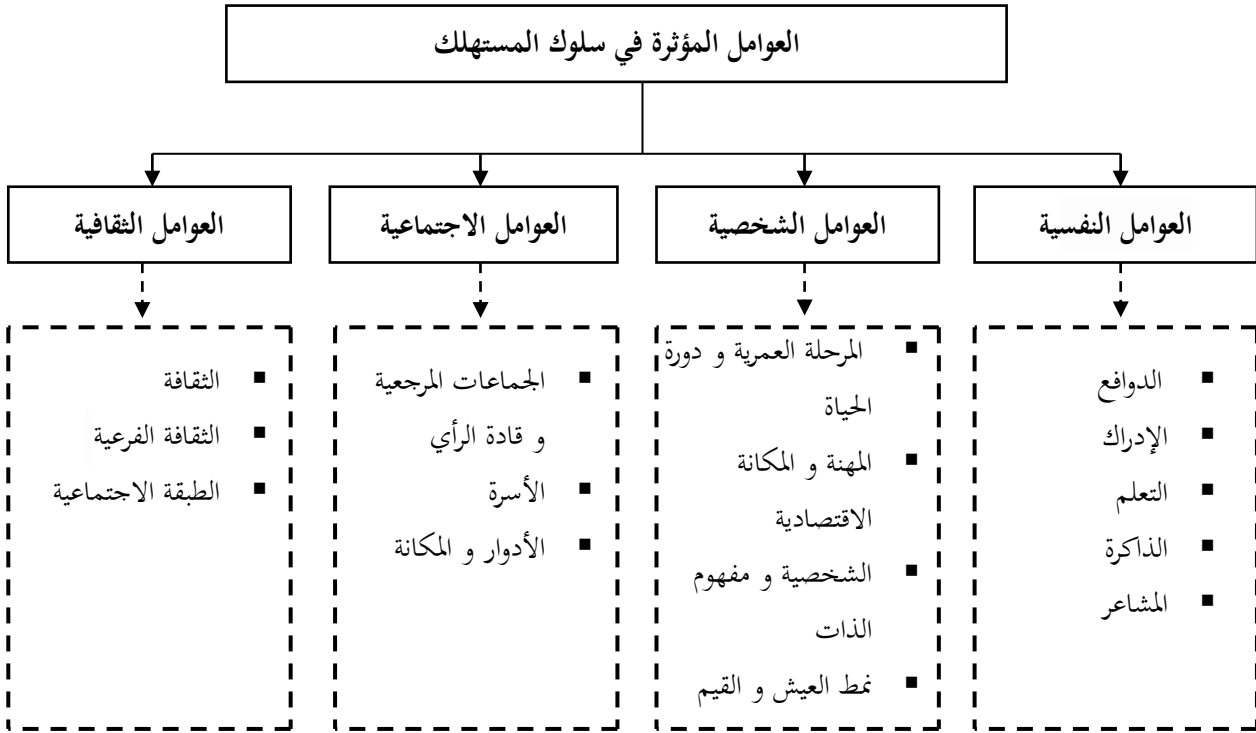 العوامل المؤثرة في سلوك المستهلك
العوامل النفسية
العوامل الشخصية
العوامل الاجتماعية
العوامل الثقافية
▪ الدوافع
▪ الإدراك
▪ التعلم
▪ الذاكرة
▪ المشاعر
▪ المرحلة العمرية و دورة
الحياة
▪ المهنة و المكانة
الاقتصادية
▪ الشخصية و مفهوم
الذات
▪ نمط العيش و القيم
▪ الجماعات المرجعية
و قادة الرأي
▪ الأسرة
▪ الأدوار و المكانة
▪ الثقافة
▪ الثقافة الفرعية
▪ الطبقة الاجتماعية